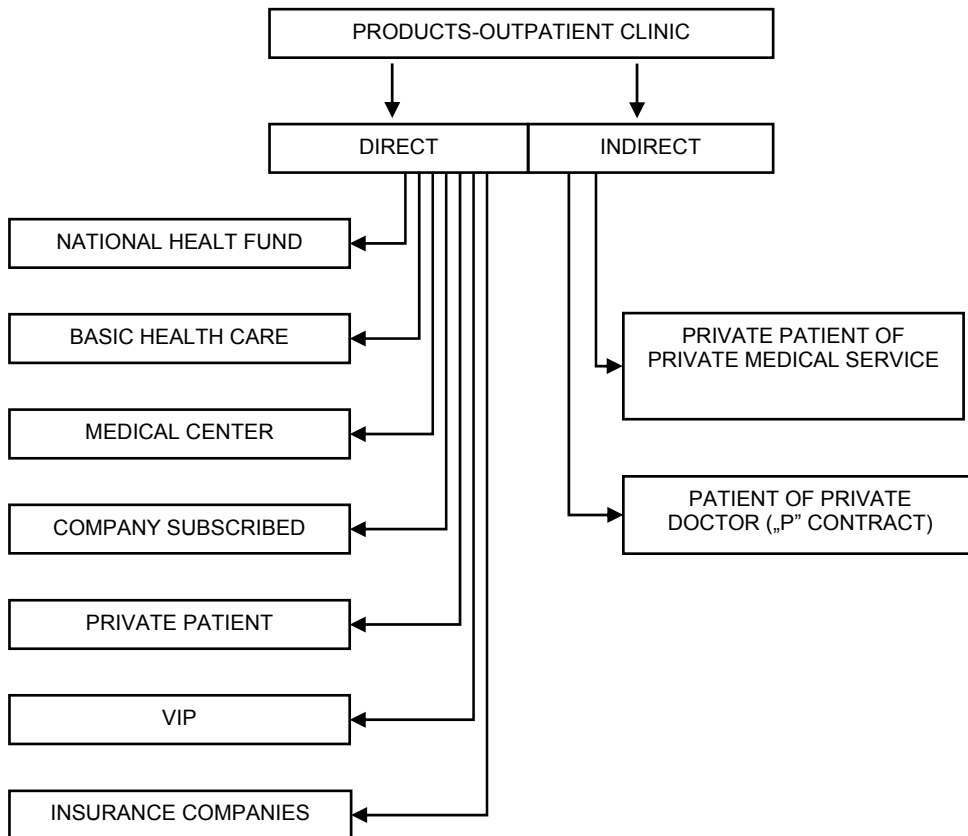 PRODUCTS-OUTPATIENT CLINIC
DIRECT
INDIRECT
NATIONAL HEALT FUND
BASIC HEALTH CARE
MEDICAL CENTER
COMPANY SUBSCRIBED
PRIVATE PATIENT
VIP
INSURANCE COMPANIES
PRIVATE PATIENT OF
PRIVATE MEDICAL SERVICE
PATIENT OF PRIVATE
DOCTOR („P” CONTRACT)